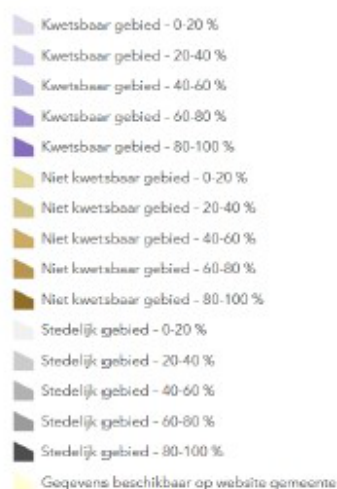 Kwetsbaar gebied - 0-20 %
Kwetsbaar gebied - 20-40 %
Kwetsbaar gebied - 40-60 %
Kwetsbaar gebied - 60-80 %
Kwetsbaar gebied - 80-100 %
Niet kwetsbaar gebied - 0-20 %
Niet kwetsbaar gebied - 20-40 %
Niet kwetsbaar gebied - 40-60 %
Niet kwetsbaar gebied - 60-80 %
Niet kwetsbaar gebied - 80-100 %
Stedelijk gebied - 0-20 %
Stedelijk gebied - 20-40 %
Stedelijk gebied - 40-60 %
Stedelijk gebied - 60-80 %
Stedelijk gebied - 80-100 %
Gegevens beschikbaar op website gemeente